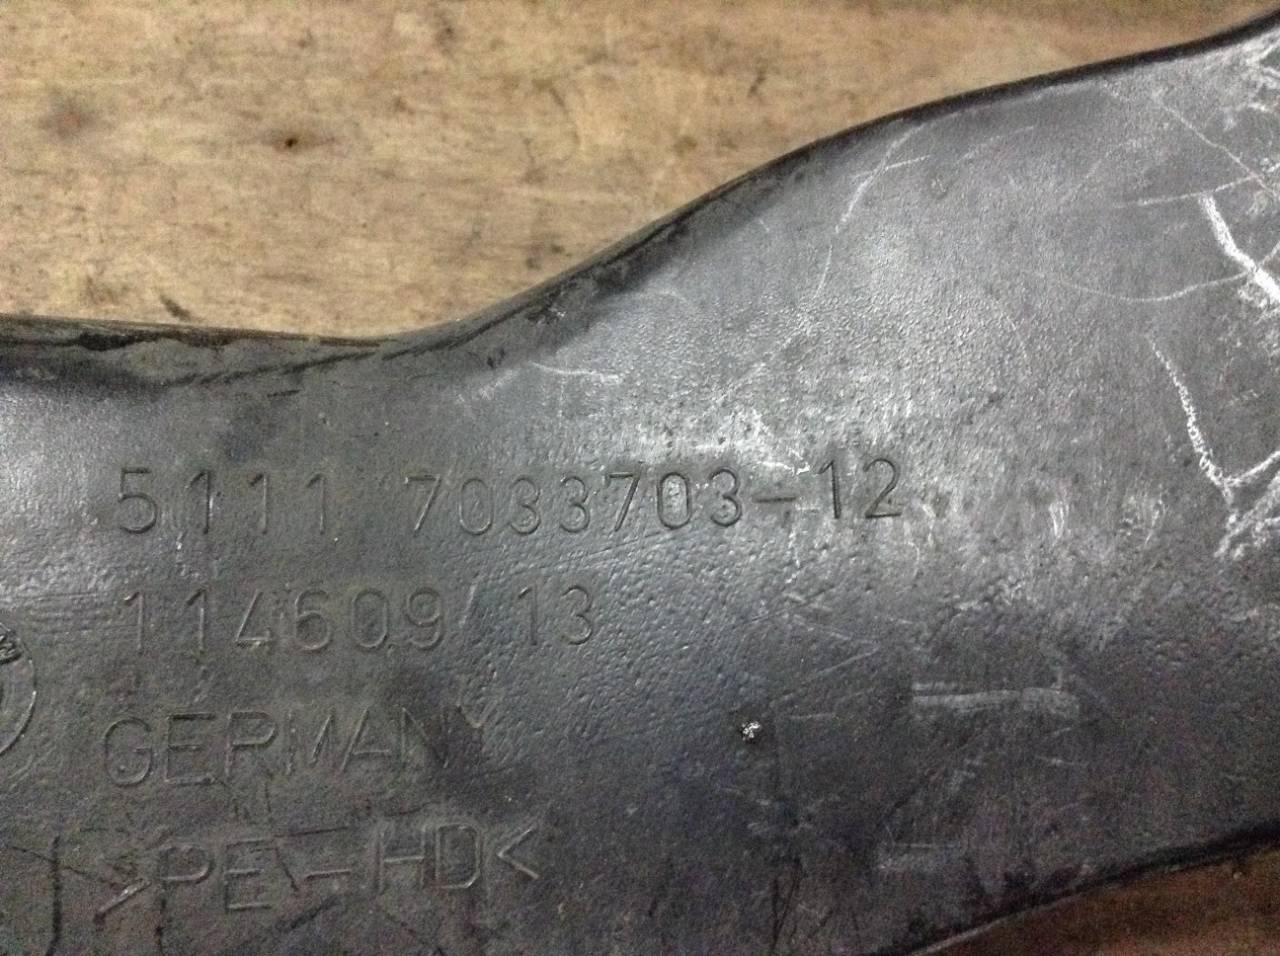 5111 7033703-12
114609 13
GERMANY
>PE-HD<